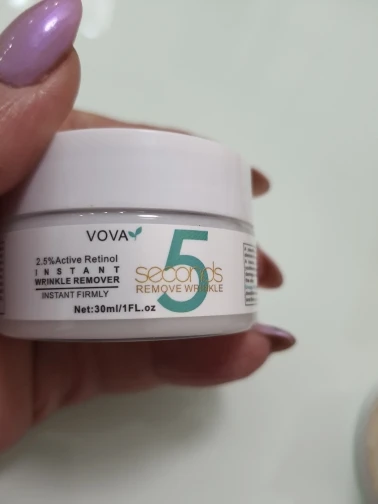 VOVA
2.5%Active Retinol
INSTANT
WRINKLE REMOVER
INSTANT FIRMLY
Net:30ml/1FL.oz
5
seconds
REMOVE WRINKLE